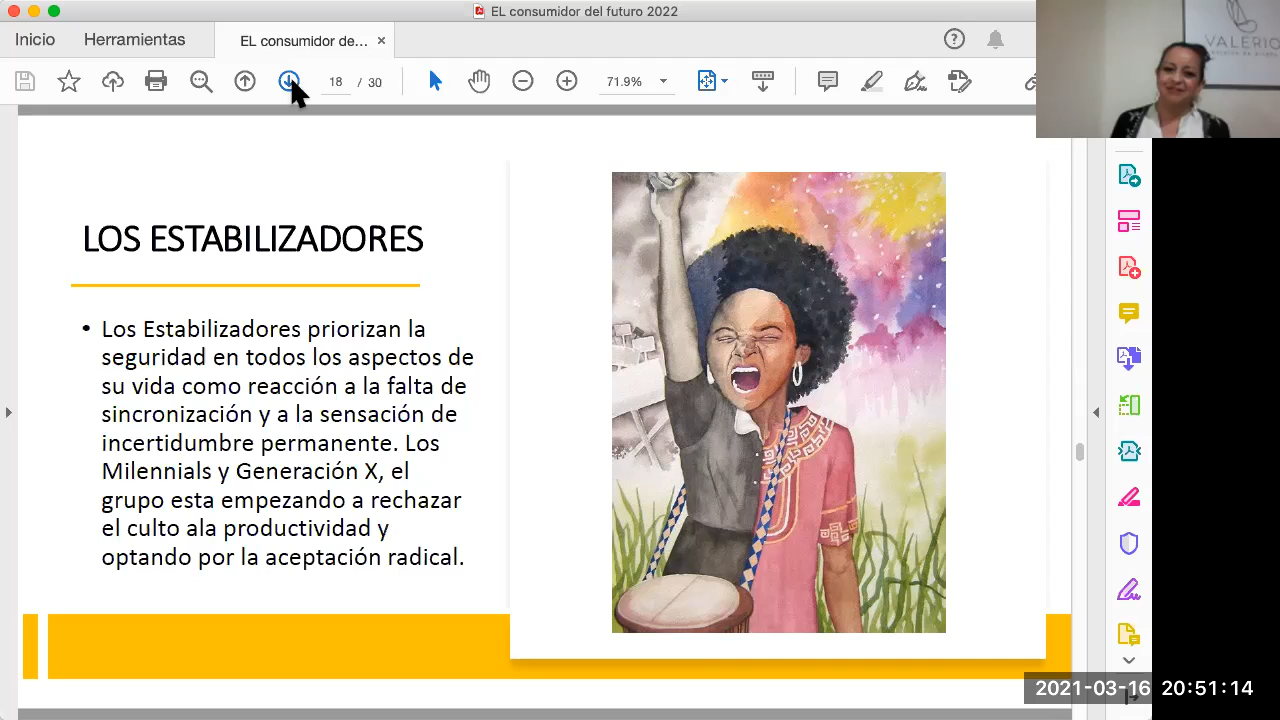 EL consumidor del futuro 2022
Inicio
Herramientas
EL consumidor de...
18 / 30
71.9%
VALERIO
LOS ESTABILIZADORES
• Los Estabilizadores priorizan la
seguridad en todos los aspectos de
su vida como reacción a la falta de
sincronización y a la sensación de
incertidumbre permanente. Los
Milennials y Generación X, el
grupo esta empezando a rechazar
el culto ala productividad y
optando por la aceptación radical.
2021-03-16 20:51:14